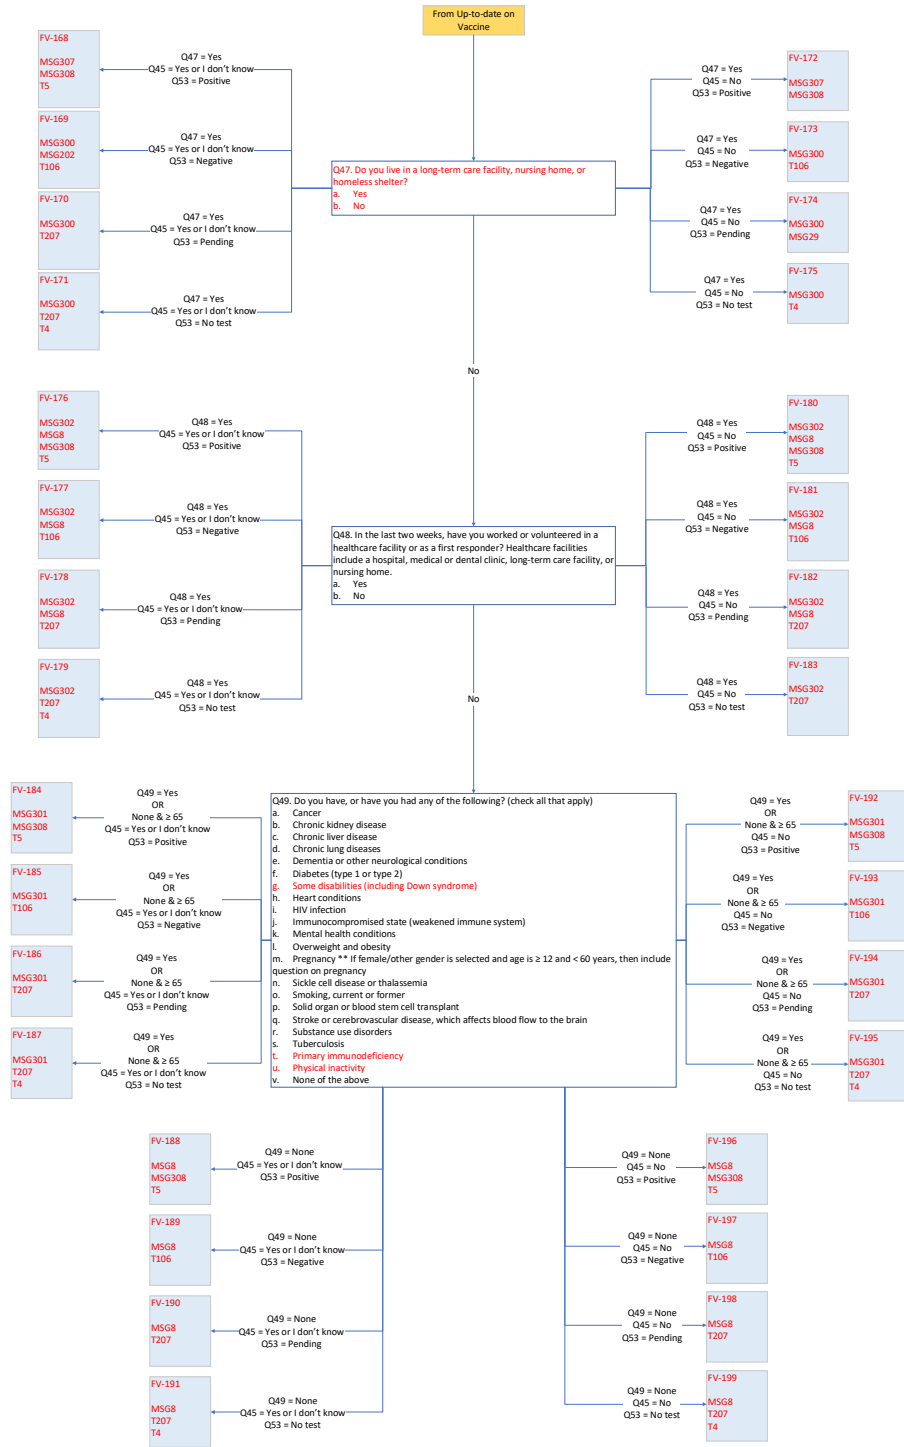 From Up-to-date on
Vaccine
FV-168
MSG307
MSG308
T5
Q47 = Yes
Q45 = Yes or I don't know
Q53 = Positive
FV-169
MSG300
MSG202
T106
Q47 = Yes
Q45 = Yes or I don't know
Q53 = Negative
FV-170
MSG300
T207
Q47 = Yes
Q45 = Yes or I don't know
Q53 = Pending
FV-171
MSG300
T207
T4
Q47 = Yes
Q45 = Yes or I don't know
Q53 = No test
Q47. Do you live in a long-term care facility, nursing home, or
homeless shelter?
a. Yes
b. No
Q47 = Yes
Q45 = No
Q53 = Positive
FV-172
MSG307
MSG308
Q47 = Yes
Q45 = No
Q53 = Negative
FV-173
MSG300
T106
Q47 = Yes
Q45 = No
Q53 = Pending
FV-174
MSG300
MSG29
Q47 = Yes
Q45 = No
Q53 = No test
FV-175
MSG300
T4
No
FV-176
MSG302
MSG8
MSG308
T5
Q48 = Yes
Q45 = Yes or I don't know
Q53 = Positive
FV-177
MSG302
MSG8
T106
Q48 = Yes
Q45 = Yes or I don't know
Q53 = Negative
FV-178
MSG302
MSG8
T207
Q48 = Yes
Q45 = Yes or I don't know
Q53 = Pending
FV-179
MSG302
T207
T4
Q48 = Yes
Q45 = Yes or I don't know
Q53 = No test
Q48. In the last two weeks, have you worked or volunteered in a
healthcare facility or as a first responder? Healthcare facilities
include a hospital, medical or dental clinic, long-term care facility, or
nursing home.
a. Yes
b. No
Q48 = Yes
Q45 = No
Q53 = Positive
FV-180
MSG302
MSG8
MSG308
T5
Q48 = Yes
Q45 = No
Q53 = Negative
FV-181
MSG302
MSG8
T106
Q48 = Yes
Q45 = No
Q53 = Pending
FV-182
MSG302
MSG8
T207
Q48 = Yes
Q45 = No
Q53 = No test
FV-183
MSG302
T207
No
FV-184
MSG301
MSG308
T5
Q49 = Yes
OR
None & ≥ 65
Q45 = Yes or I don't know
Q53 = Positive
FV-185
MSG301
T106
Q49 = Yes
OR
None & ≥ 65
Q45 = Yes or I don't know
Q53 = Negative
FV-186
MSG301
T207
Q49 = Yes
OR
None & ≥ 65
Q45 = Yes or I don't know
Q53 = Pending
FV-187
MSG301
T207
T4
Q49 = Yes
OR
None & ≥ 65
Q45 = Yes or I don't know
Q53 = No test
Q49. Do you have, or have you had any of the following? (check all that apply)
a. Cancer
b. Chronic kidney disease
c. Chronic liver disease
d. Chronic lung diseases
e. Dementia or other neurological conditions
f. Diabetes (type 1 or type 2)
g. Some disabilities (including Down syndrome)
h. Heart conditions
i. HIV infection
j. Immunocompromised state (weakened immune system)
k. Mental health conditions
l. Overweight and obesity
m. Pregnancy ** If female/other gender is selected and age is ≥ 12 and < 60 years, then include
question on pregnancy
n. Sickle cell disease or thalassemia
o. Smoking, current or former
p. Solid organ or blood stem cell transplant
q. Stroke or cerebrovascular disease, which affects blood flow to the brain
r. Substance use disorders
s. Tuberculosis
t. Primary immunodeficiency
u. Physical inactivity
v. None of the above
Q49 = Yes
OR
None & ≥ 65
Q45 = No
Q53 = Positive
FV-192
MSG301
MSG308
T5
Q49 = Yes
OR
None & ≥ 65
Q45 = No
Q53 = Negative
FV-193
MSG301
T106
Q49 = Yes
OR
None & ≥ 65
Q45 = No
Q53 = Pending
FV-194
MSG301
T207
Q49 = Yes
OR
None & ≥ 65
Q45 = No
Q53 = No test
FV-195
MSG301
T207
T4
FV-188
MSG8
MSG308
T5
Q49 = None
Q45 = Yes or I don't know
Q53 = Positive
FV-189
MSG8
T106
Q49 = None
Q45 = Yes or I don't know
Q53 = Negative
FV-190
MSG8
T207
Q49 = None
Q45 = Yes or I don't know
Q53 = Pending
FV-191
MSG8
T207
T4
Q49 = None
Q45 = Yes or I don't know
Q53 = No test
Q49 = None
Q45 = No
Q53 = Positive
FV-196
MSG8
MSG308
T5
Q49 = None
Q45 = No
Q53 = Negative
FV-197
MSG8
T106
Q49 = None
Q45 = No
Q53 = Pending
FV-198
MSG8
T207
Q49 = None
Q45 = No
Q53 = No test
FV-199
MSG8
T207
T4